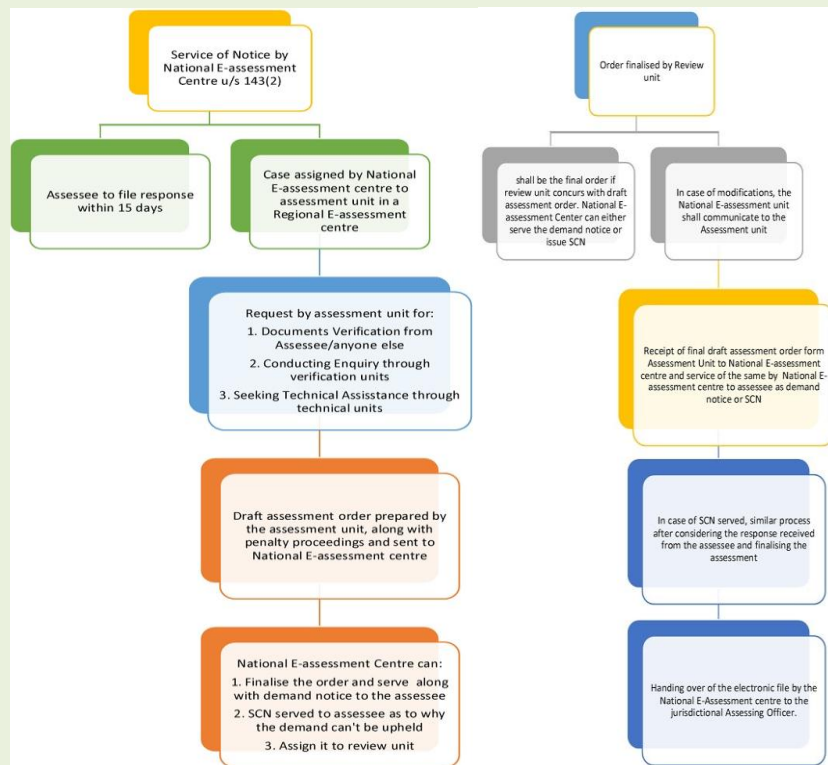 Service of Notice by
National E-assessment
Centre u/s 143(2)
Assessee to file response
within 15 days
Case assigned by National
E-assessment centre to
assessment unit in a
Regional E-assessment
centre
Request by assessment unit for:
1. Documents Verification from
Assessee/anyone else
2. Conducting Enquiry through
verification units
3. Seeking Technical Assisstance through
technical units
Draft assessment order prepared by
the assessment unit, along with
penalty proceedings and sent to
National E-assessment centre
National E-assessment Centre can:
1. Finalise the order and serve along
with demand notice to the assessee
2. SCN served to assessee as to why
the demand can't be upheld
3. Assign it to review unit
Order finalised by Review
unit
shall be the final order if
review unit concurs with draft
assessment order. National E-
assessment Center can either
serve the demand notice or
issue SCN
In case of modifications, the
National E-assessment unit
shall communicate to the
Assessment unit
Receipt of final draft assessment order form
Assessment Unit to National E-assessment
centre and service of the same by National E-
assessment centre to assessee as demand
notice or SCN
In case of SCN served, similar process
after considering the response received
from the assessee and finalising the
assessment
Handing over of the electronic file by the
National E-Assessment centre to the
jurisdictional Assessing Officer.